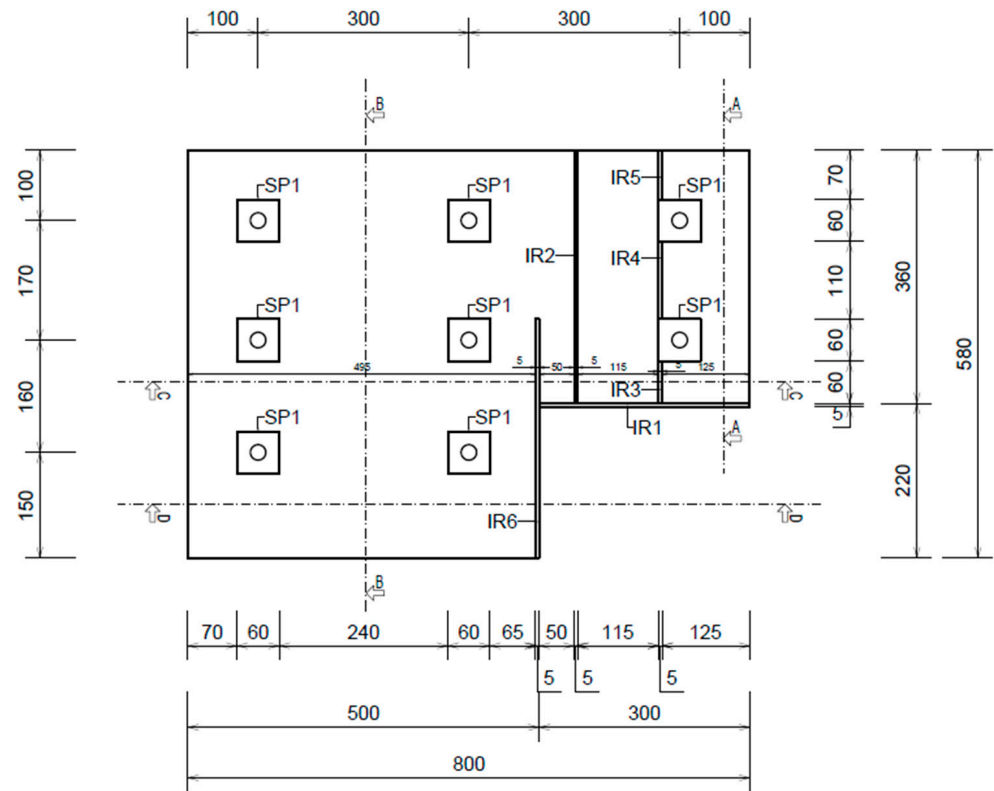 100 300 300 100
B A
100 170 160 150
SP1 SP1 SP1
IR5
IR2 IR4
SP1 SP1 SP1
495 5 50 5 115 5 125
IR3
C C
IR1
A
SP1 SP1
IR6
D D
B
70 60 110 60 60 5
360 220
580
70 60 240 60 65 50 115 125
5 5 5
500 300
800